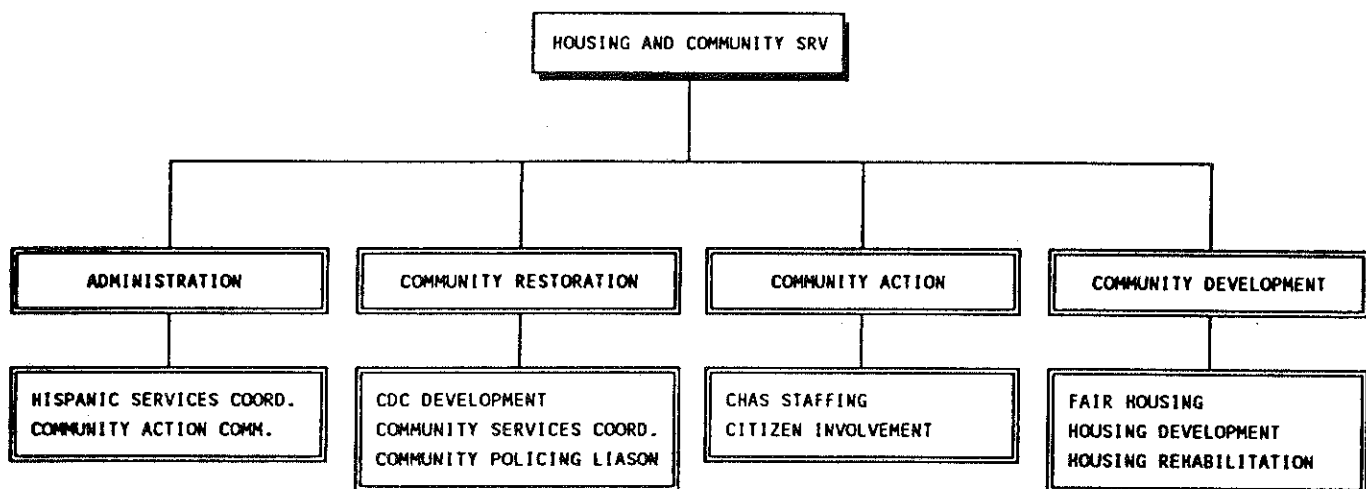 HOUSING AND COMMUNITY SRV
ADMINISTRATION
COMMUNITY RESTORATION
COMMUNITY ACTION
COMMUNITY DEVELOPMENT
HISPANIC SERVICES COORD.
COMMUNITY ACTION COMM.
CDC DEVELOPMENT
COMMUNITY SERVICES COORD.
COMMUNITY POLICING LIASON
CHAS STAFFING
CITIZEN INVOLVEMENT
FAIR HOUSING
HOUSING DEVELOPMENT
HOUSING REHABILITATION